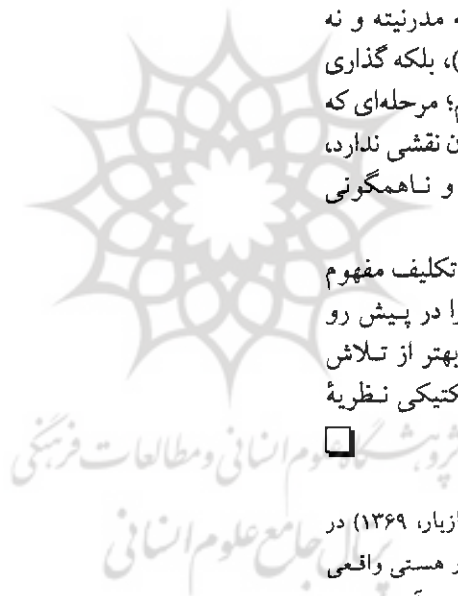 مدرنیته و نه
)، بلکه گذاری
م؛ مرحله‌ای که
ن نقشی ندارد،
و ناهمگونی
تکلیف مفهوم
را در پیش رو
بهتر از تلاش
کتیکی نظریهٔ
پژوهشگاه علوم انسانی و مطالعات فرهنگی
ازبار، ۱۳۶۹) در
پرتال جامع علوم انسانی
ر هستی واقعی